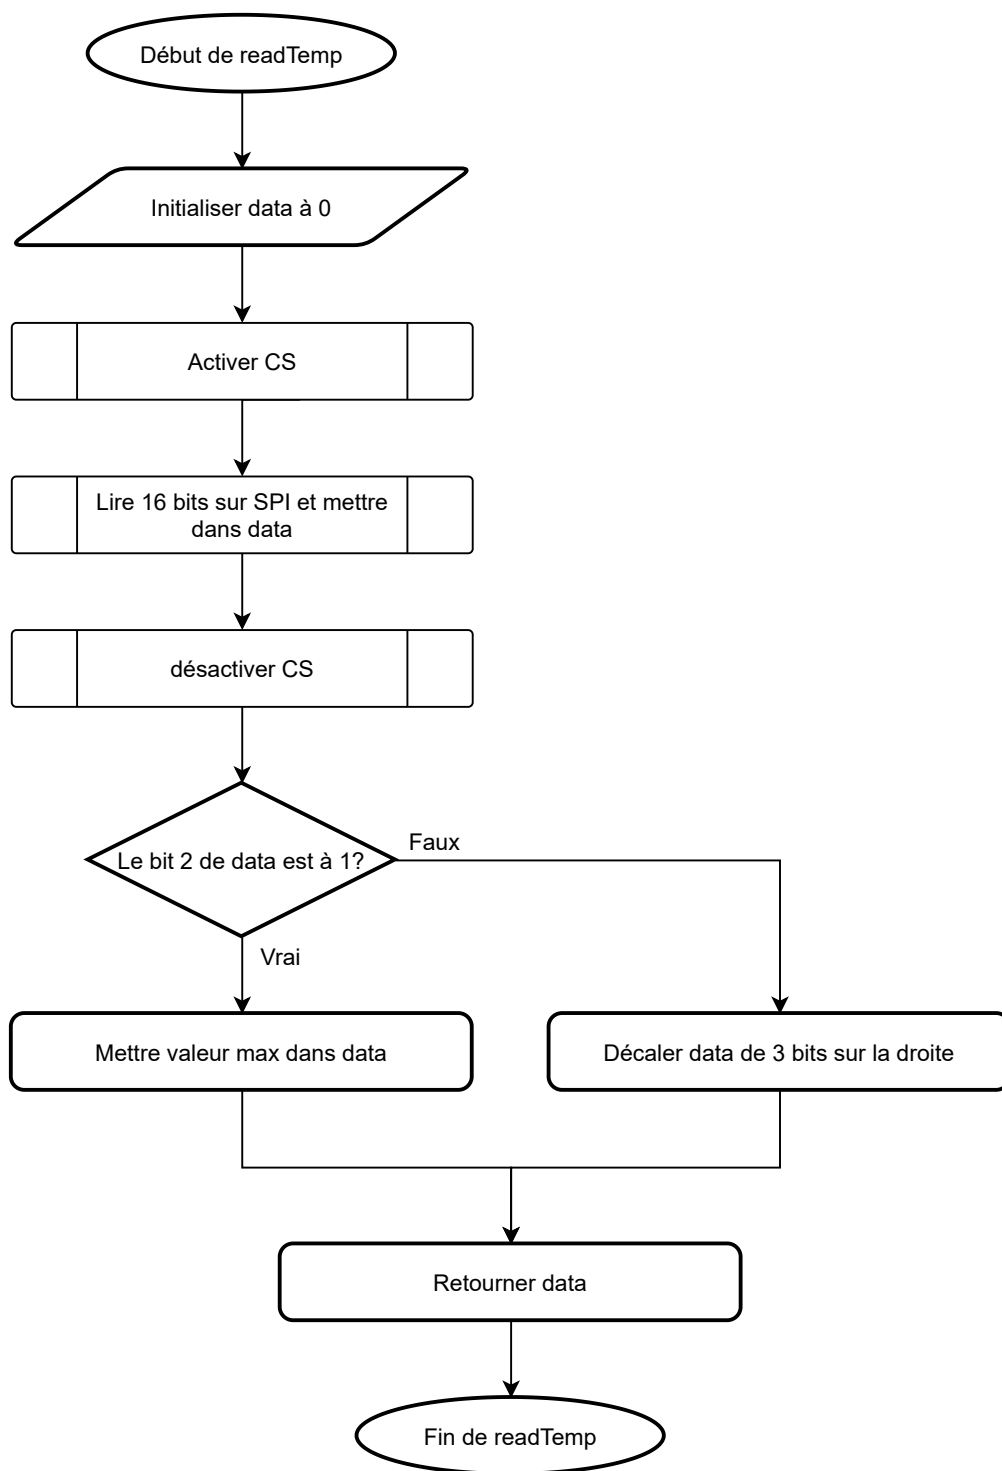 Début de readTemp
Initialiser data à 0
Activer CS
Lire 16 bits sur SPI et mettre
dans data
désactiver CS
Le bit 2 de data est à 1?
Faux
Vrai
Mettre valeur max dans data
Décaler data de 3 bits sur la droite
Retourner data
Fin de readTemp